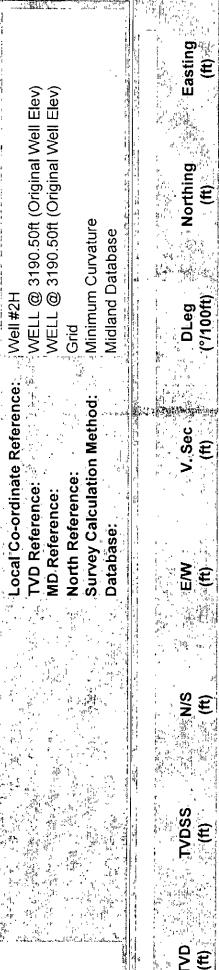 Local Co-ordinate Reference: Well #2H
TVD Reference: WELL @ 3190.50ft (Original Well Elev)
MD Reference: WELL @ 3190.50ft (Original Well Elev)
North Reference: Grid
Survey Calculation Method: Minimum Curvature
Database: Midland Database
TVD TVDSS N/S E/W V. Sec DLeg Northing Easting
(ft) (ft) (ft) (ft) (ft) (°/100ft) (ft) (ft)